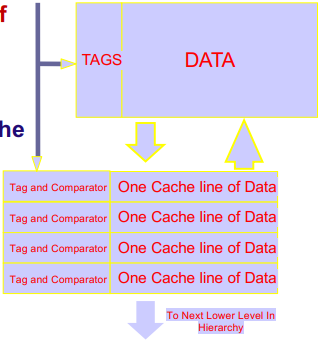 f
TAGS DATA
he
Tag and Comparator One Cache line of Data
Tag and Comparator One Cache line of Data
Tag and Comparator One Cache line of Data
Tag and Comparator One Cache line of Data
To Next Lower Level In
Hierarchy